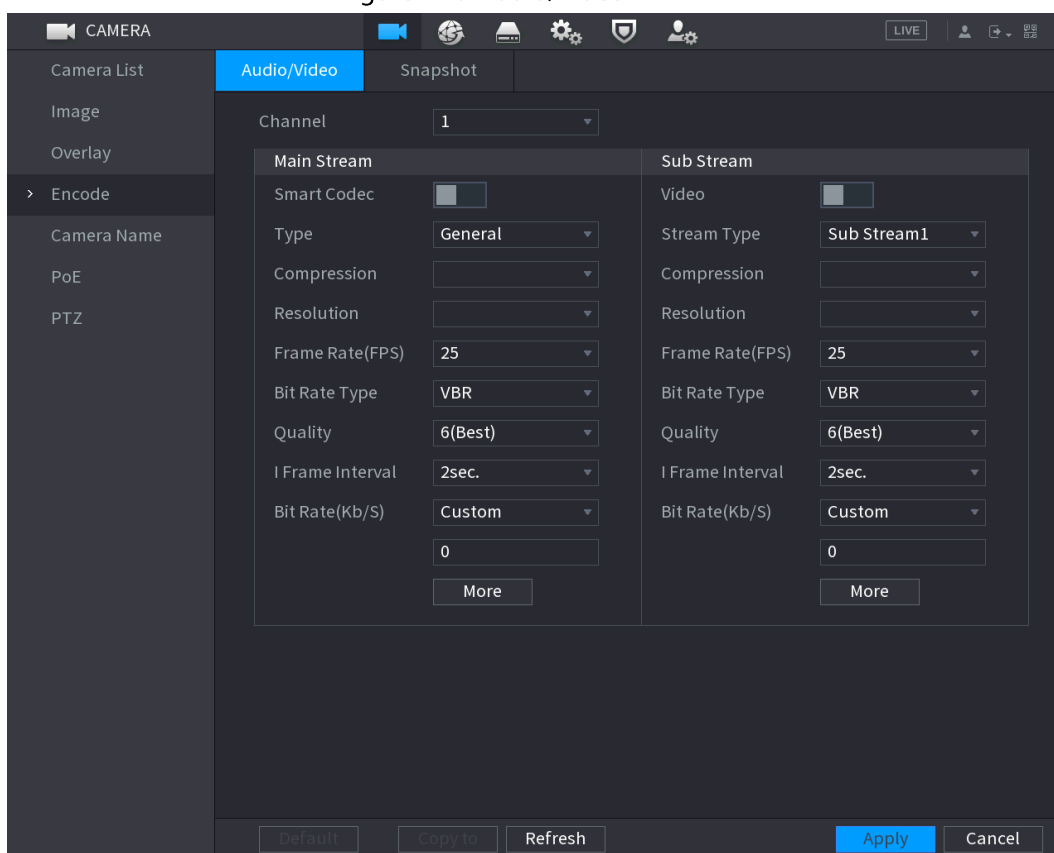 CAMERA LIVE
Camera List
Image
Overlay
> Encode
Camera Name
PoE
PTZ
Audio/Video Snapshot
Channel 1
Main Stream Sub Stream
Smart Codec Video
Type General Stream Type Sub Stream1
Compression Compression
Resolution Resolution
Frame Rate(FPS) 25 Frame Rate(FPS) 25
Bit Rate Type VBR Bit Rate Type VBR
Quality 6(Best) Quality 6(Best)
I Frame Interval 2sec. I Frame Interval 2sec.
Bit Rate(Kb/S) Custom Bit Rate(Kb/S) Custom
0 0
More More
Default Copy to Refresh Apply Cancel